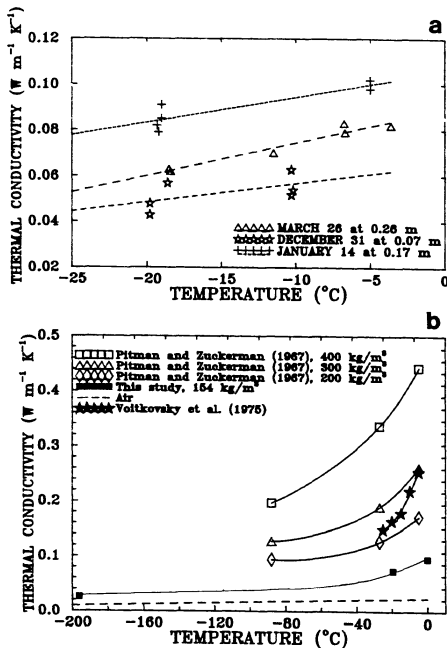 a
THERMAL CONDUCTIVITY (W m⁻¹ K⁻¹)
0.12
0.10
0.08
0.06
0.04
0.02
-25
-20
-15
-10
-5
0
MARCH 26 at 0.26 m
DECEMBER 31 at 0.07 m
JANUARY 14 at 0.17 m
TEMPERATURE (°C)
b
THERMAL CONDUCTIVITY (W m⁻¹ K⁻¹)
0.5
0.4
0.3
0.2
0.1
0.0
-200
-160
-120
-80
-40
0
Pitman and Zuckerman (1967), 400 kg/m³
Pitman and Zuckerman (1967), 300 kg/m³
Pitman and Zuckerman (1967), 200 kg/m³
This study, 154 kg/m³
Air
Voitkovsky et al. (1975)
TEMPERATURE (°C)